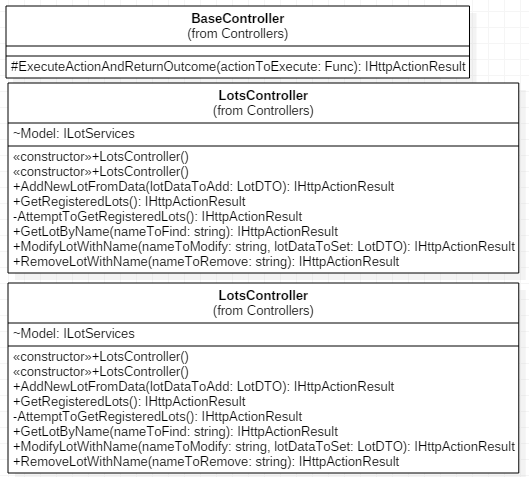 BaseController
(from Controllers)
#ExecuteActionAndReturnOutcome(actionToExecute: Func): IHttpActionResult
LotsController
(from Controllers)
~Model: ILotServices
«constructor»+LotsController()
«constructor»+LotsController()
+AddNewLotFromData(lotDataToAdd: LotDTO): IHttpActionResult
+GetRegisteredLots(): IHttpActionResult
-AttemptToGetRegisteredLots(): IHttpActionResult
+GetLotByName(nameToFind: string): IHttpActionResult
+ModifyLotWithName(nameToModify: string, lotDataToSet: LotDTO): IHttpActionResult
+RemoveLotWithName(nameToRemove: string): IHttpActionResult
LotsController
(from Controllers)
~Model: ILotServices
«constructor»+LotsController()
«constructor»+LotsController()
+AddNewLotFromData(lotDataToAdd: LotDTO): IHttpActionResult
+GetRegisteredLots(): IHttpActionResult
-AttemptToGetRegisteredLots(): IHttpActionResult
+GetLotByName(nameToFind: string): IHttpActionResult
+ModifyLotWithName(nameToModify: string, lotDataToSet: LotDTO): IHttpActionResult
+RemoveLotWithName(nameToRemove: string): IHttpActionResult